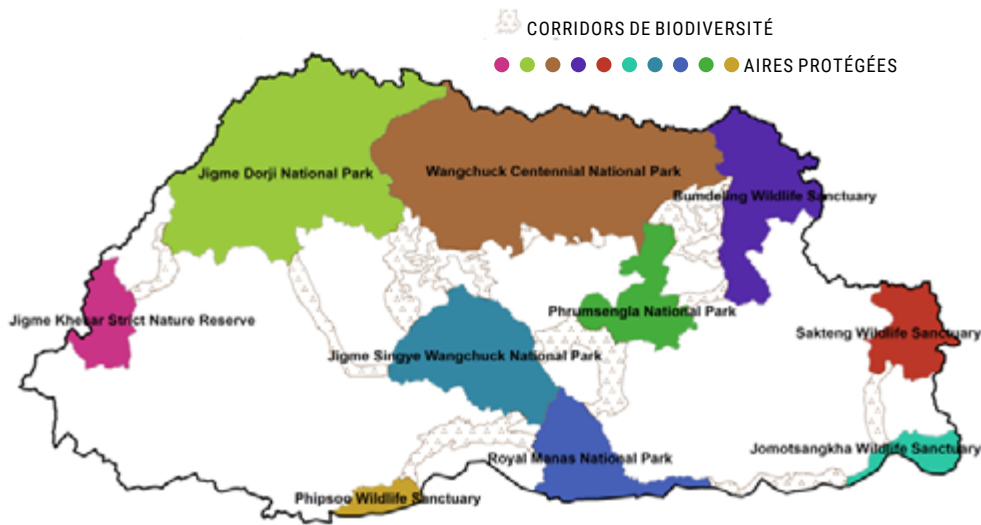 CORRIDORS DE BIODIVERSITÉ
AIRES PROTÉGÉES
Jigme Dorji National Park
Wangchuck Centennial National Park
Bumdeling Wildlife Sanctuary
Jigme Khesar Strict Nature Reserve
Phrumsengla National Park
Sakteng Wildlife Sanctuary
Jigme Singye Wangchuck National Park
Jomotsangkha Wildlife Sanctuary
Royal Manas National Park
Phipsoo Wildlife Sanctuary